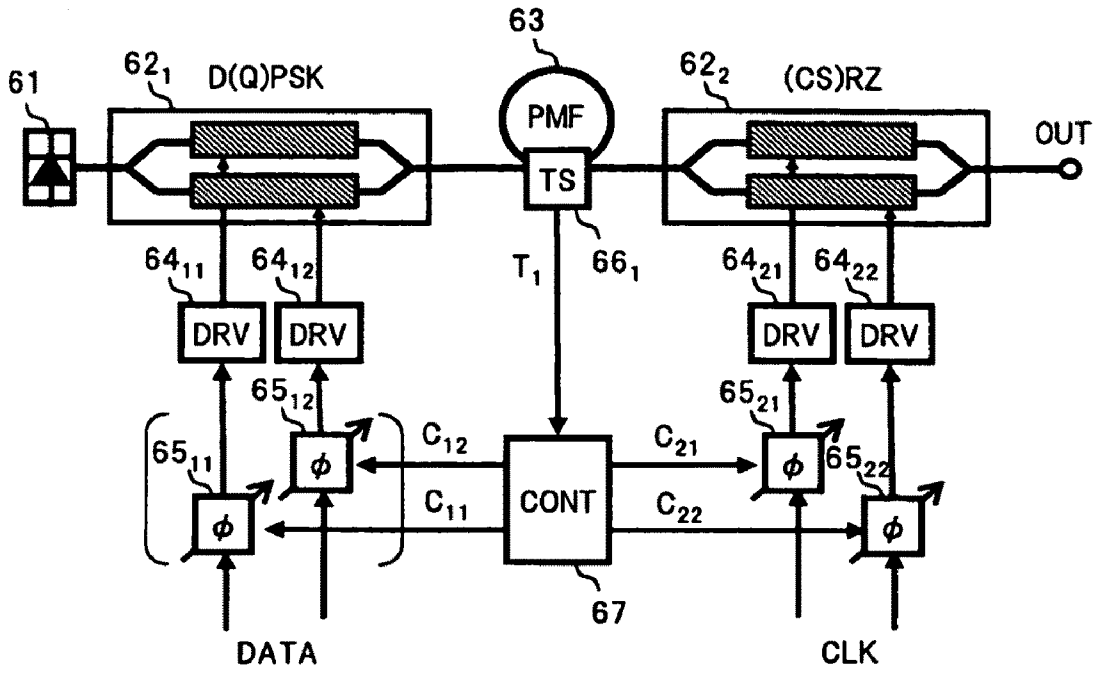 63
61
62₁
D(Q)PSK
PMF
62₂
(CS)RZ
OUT
TS
64₁₁
64₁₂
T₁
66₁
64₂₁
64₂₂
DRV
DRV
DRV
DRV
65₁₂
65₂₁
65₁₁
ϕ
C₁₂
C₂₁
ϕ
65₂₂
ϕ
C₁₁
CONT
C₂₂
ϕ
67
DATA
CLK